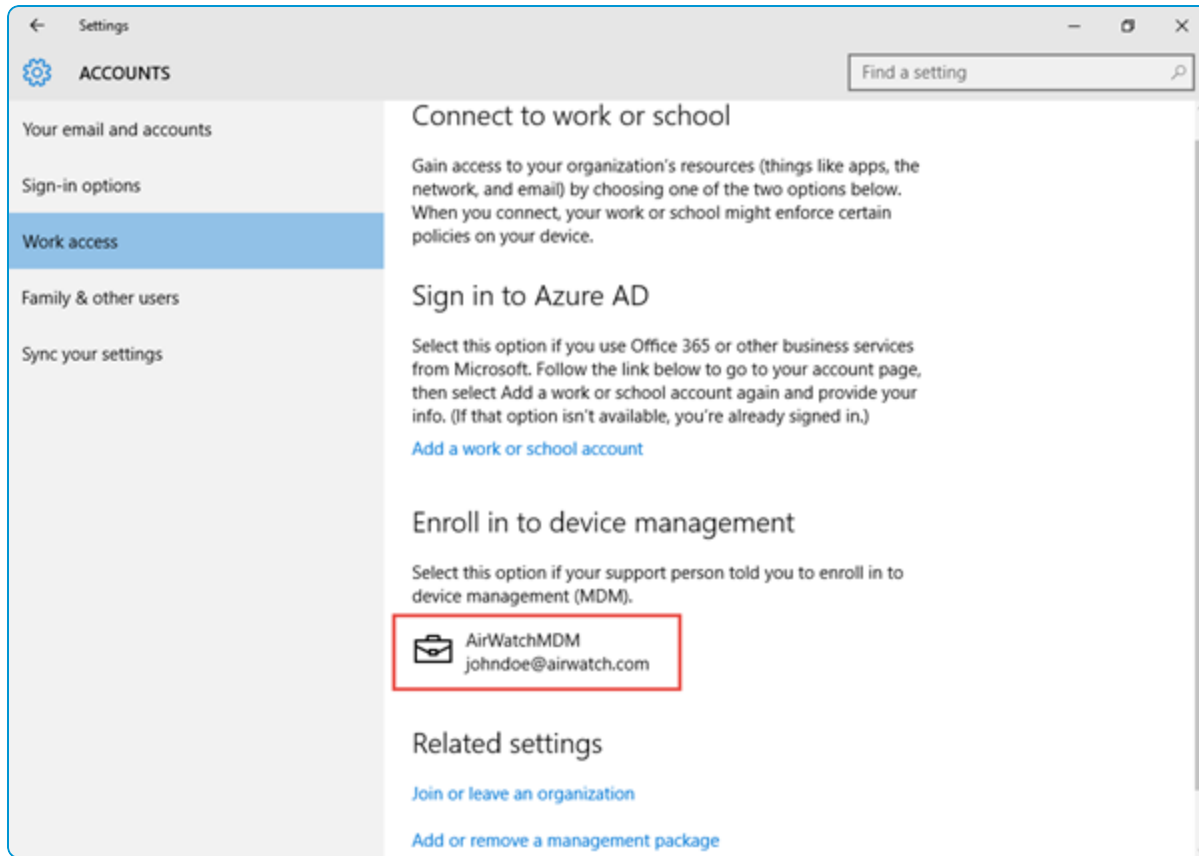 Settings
ACCOUNTS
Find a setting
Your email and accounts
Sign-in options
Work access
Family & other users
Sync your settings
Connect to work or school
Gain access to your organization's resources (things like apps, the
network, and email) by choosing one of the two options below.
When you connect, your work or school might enforce certain
policies on your device.
Sign in to Azure AD
Select this option if you use Office 365 or other business services
from Microsoft. Follow the link below to go to your account page,
then select Add a work or school account again and provide your
info. (If that option isn't available, you're already signed in.)
Add a work or school account
Enroll in to device management
Select this option if your support person told you to enroll in to
device management (MDM).
AirWatchMDM
johndoe@airwatch.com
Related settings
Join or leave an organization
Add or remove a management package